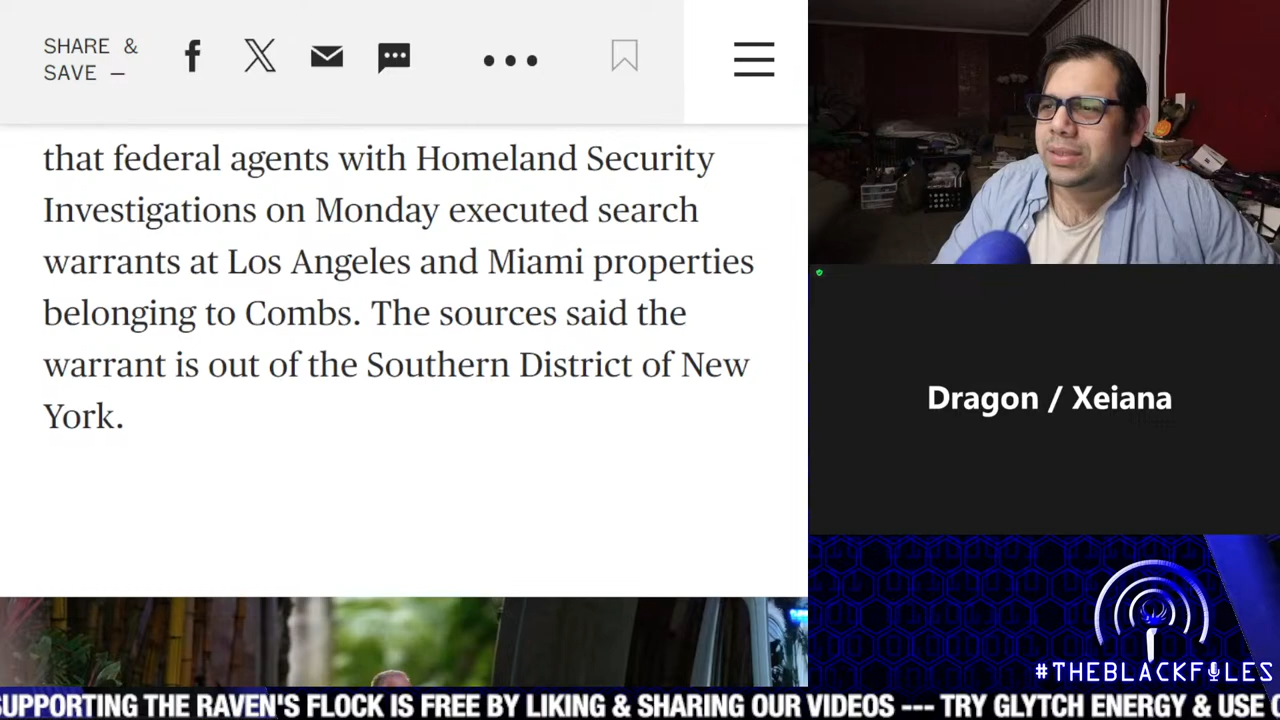 SHARE &
SAVE —
that federal agents with Homeland Security
Investigations on Monday executed search
warrants at Los Angeles and Miami properties
belonging to Combs. The sources said the
warrant is out of the Southern District of New
York.
Dragon / Xeiana
#THEBLACKFILES
SUPPORTING THE RAVEN'S FLOCK IS FREE BY LIKING & SHARING OUR VIDEOS --- TRY GLYTCH ENERGY & USE